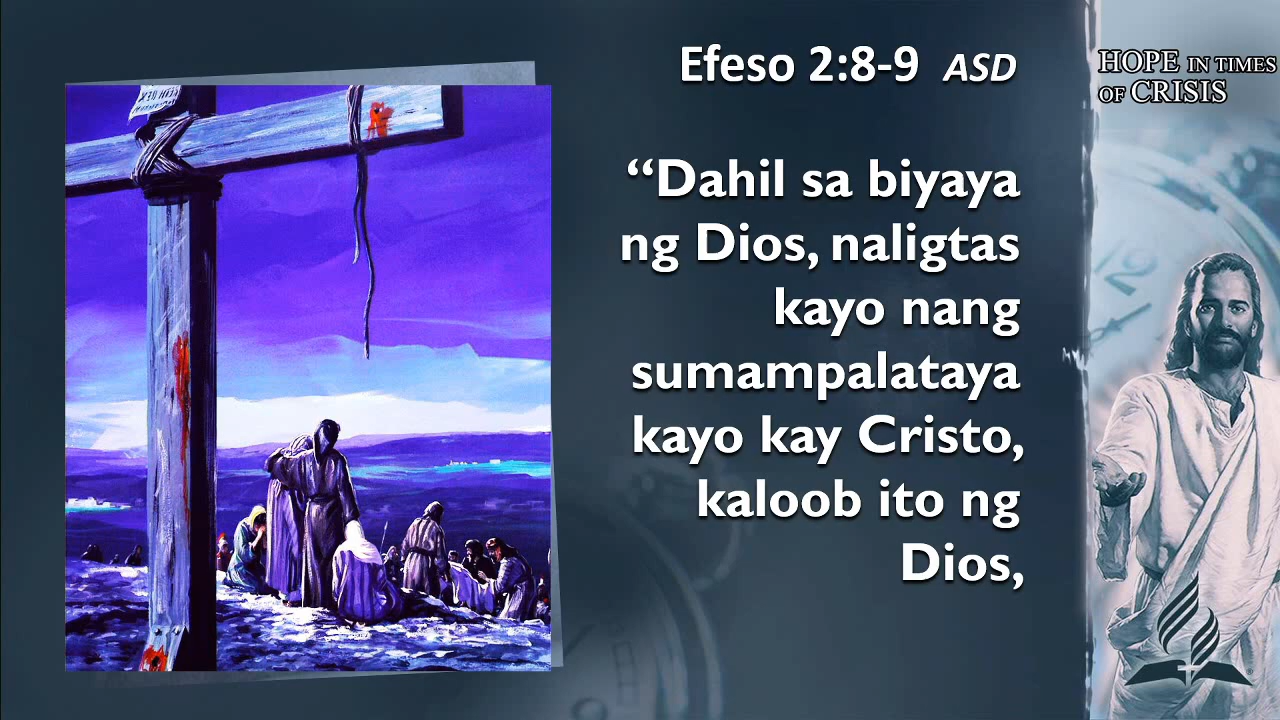 Efeso 2:8-9 ASD
HOPE IN TIMES
OF CRISIS
“Dahil sa biyaya
ng Dios, naligtas
kayo nang
sumampalataya
kayo kay Cristo,
kaloob ito ng
Dios,